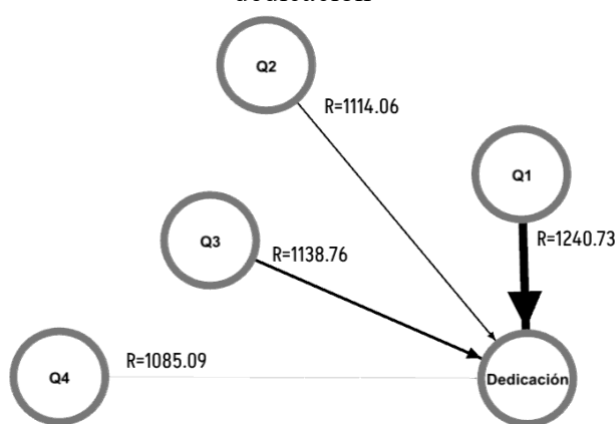 dedicación
Q2
R=1114.06
Q1
R=1240.73
Q3
R=1138.76
Q4
R=1085.09
Dedicación